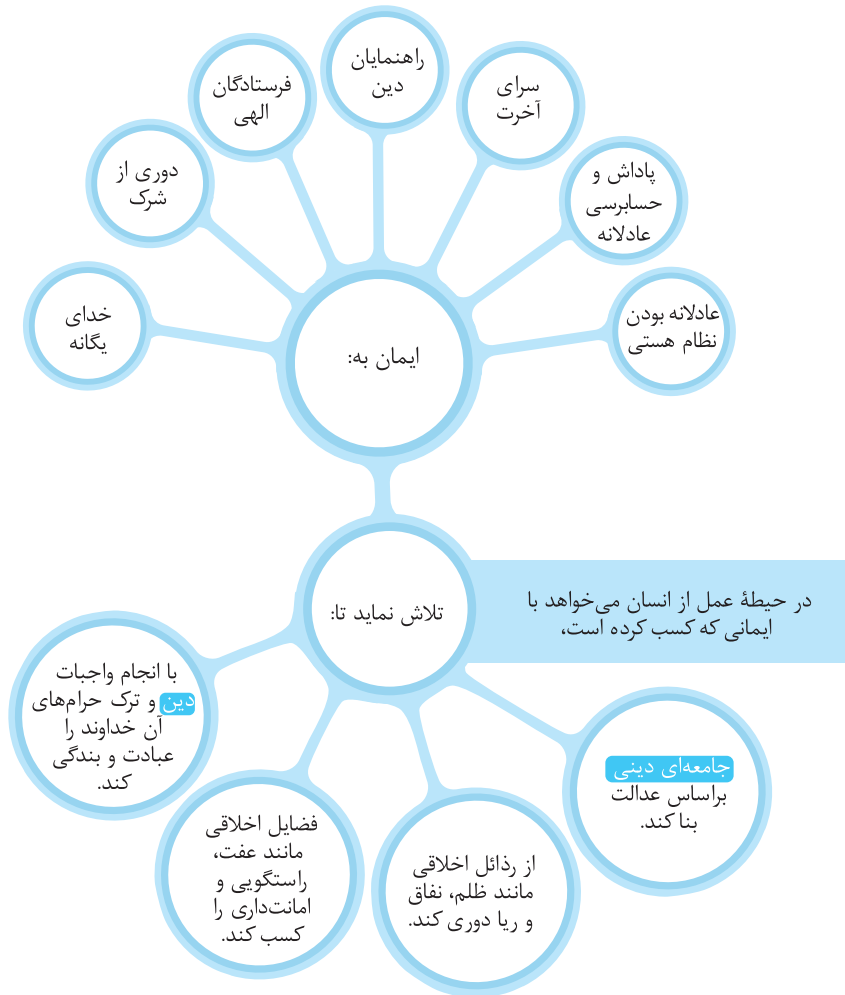 راهنمایان
دین
سرای
آخرت
فرستادگان
الهی
پاداش و
حسابرسی
عادلانه
دوری از
شرک
عادلانه بودن
نظام هستی
خدای
یگانه
ایمان به:
در حیطهٔ عمل از انسان می‌خواهد با
ایمانی که کسب کرده است،
تلاش نماید تا:
جامعه‌ای دینی
براساس عدالت
بنا کند.
از رذائل اخلاقی
مانند ظلم، نفاق
و ریا دوری کند.
فضایل اخلاقی
مانند عفت،
راستگویی و
امانت‌داری را
کسب کند.
با انجام واجبات
دین و ترک حرام‌های
آن خداوند را
عبادت و بندگی
کند.